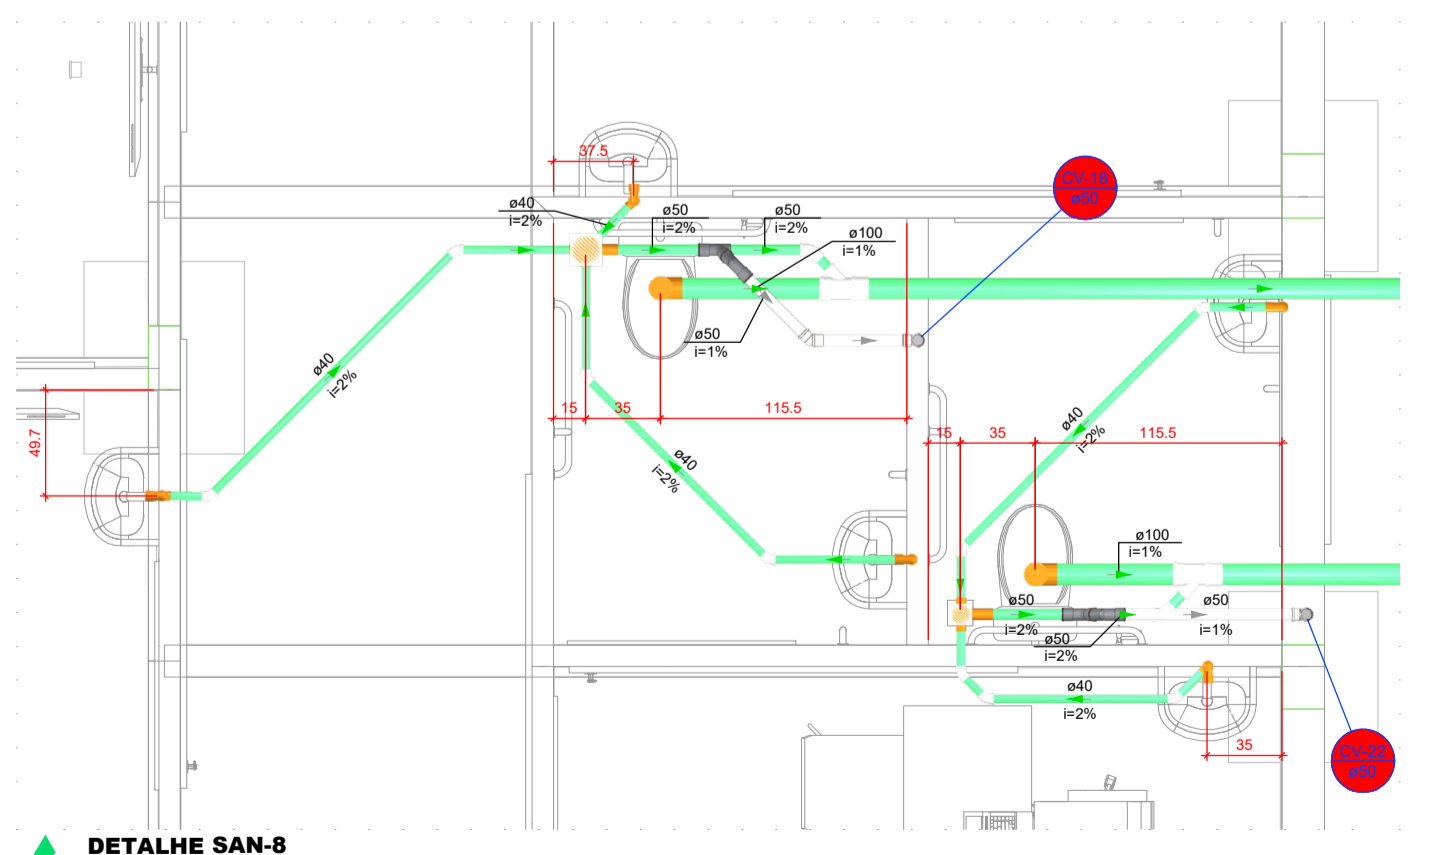 37.5
CV-18
ø50
ø40
i=2%
ø50
i=2%
ø50
i=2%
ø100
i=1%
ø50
i=1%
ø40
i=2%
15
35
115.5
49.7
ø40
i=2%
ø40
i=2%
15
35
115.5
ø100
i=1%
ø50
i=2%
ø50
i=1%
ø50
i=2%
ø40
i=2%
35
CV-22
ø50
DETALHE SAN-8